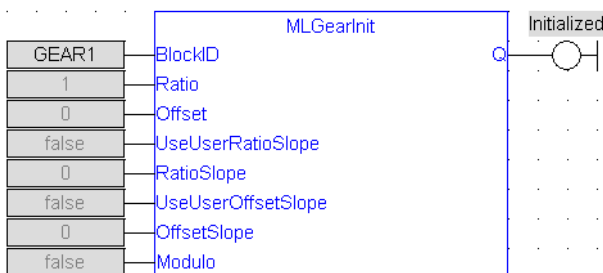 MLGearInit
Initialized
GEAR1 BlockID Q
1 Ratio
0 Offset
false UseUserRatioSlope
0 RatioSlope
false UseUserOffsetSlope
0 OffsetSlope
false Modulo